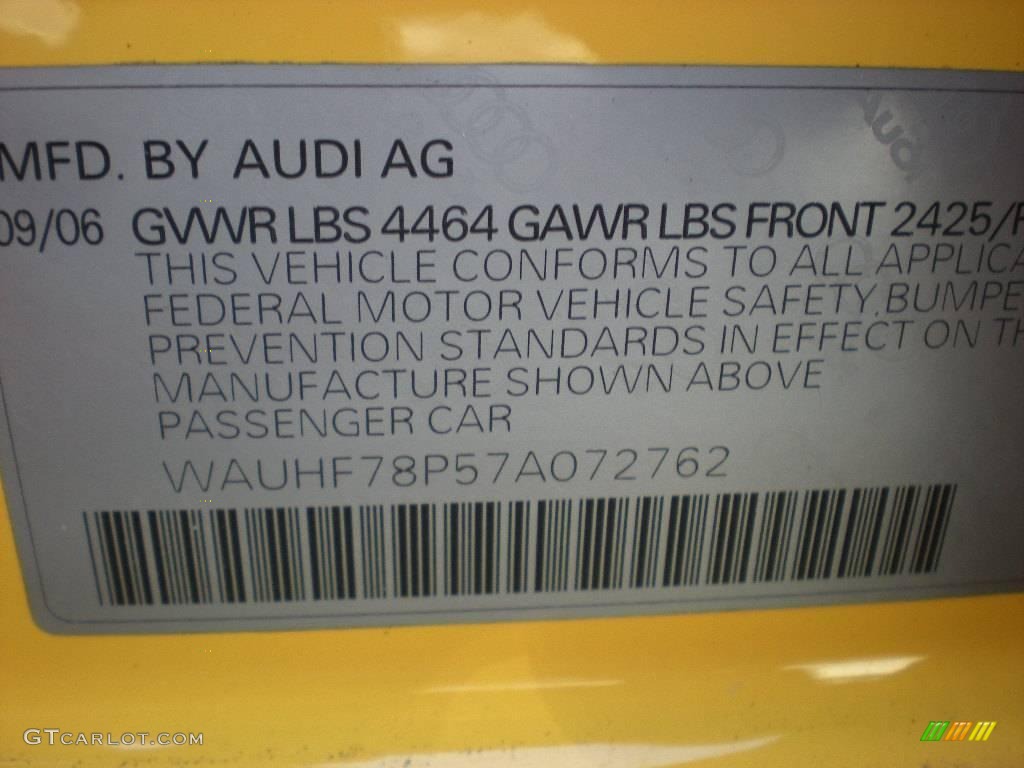 MFD. BY AUDI AG
09/06 GVWR LBS 4464 GAWR LBS FRONT 2425/
THIS VEHICLE CONFORMS TO ALL APPLICA
FEDERAL MOTOR VEHICLE SAFETY, BUMPE
PREVENTION STANDARDS IN EFFECT ON TH
MANUFACTURE SHOWN ABOVE
PASSENGER CAR
WAUHF78P57A072762
Audi
GTCARLOT.COM